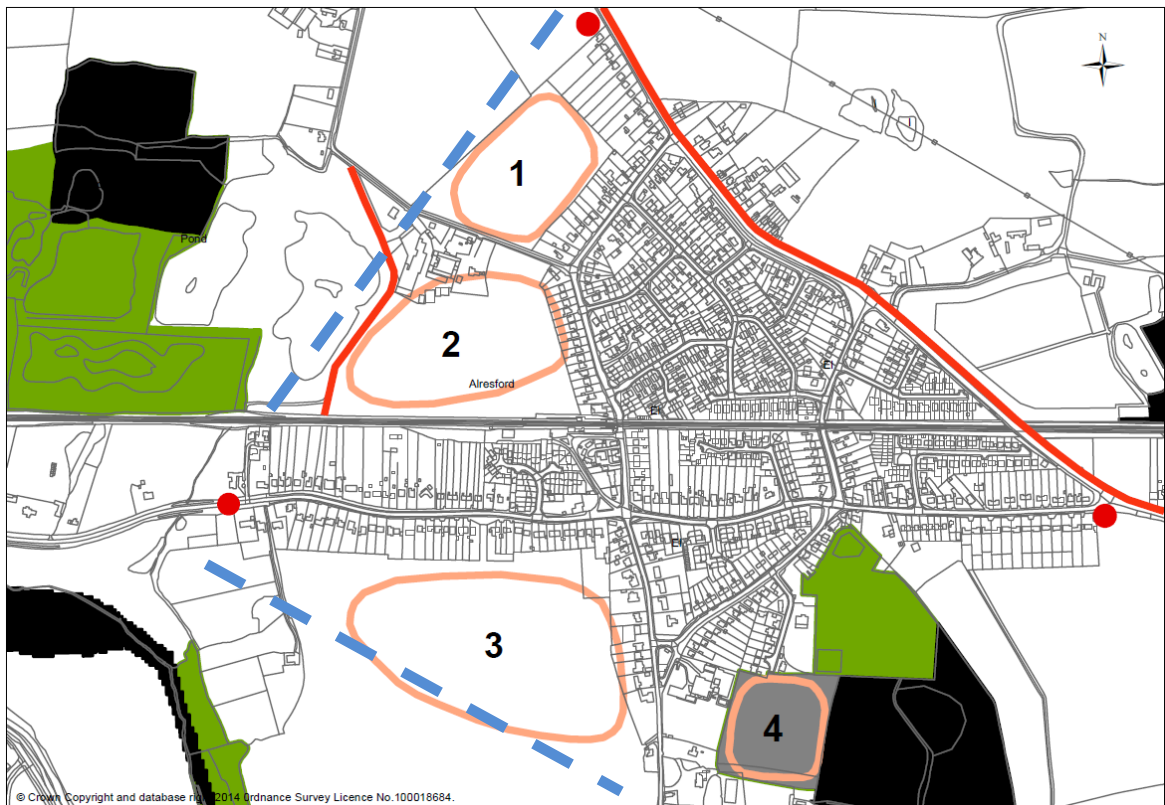 N
1
Pond
2
Alresford
El
El
El
3
4
© Crown Copyright and database right 2014 Ordnance Survey Licence No.100018684.